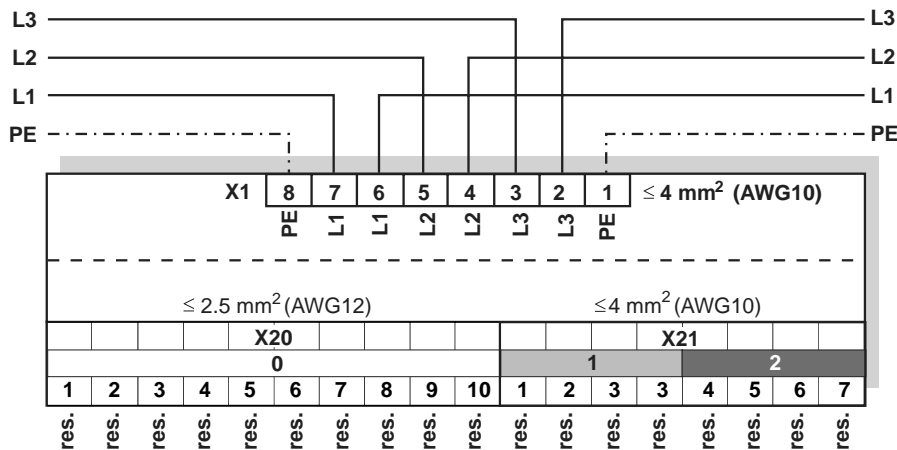 L3 L3
L2 L2
L1 L1
PE PE
X1 8 7 6 5 4 3 2 1 ≤ 4 mm² (AWG10)
PE L1 L1 L2 L2 L3 L3 PE
≤ 2.5 mm² (AWG12) ≤4 mm² (AWG10)
X20 X21
0 1 2
1 2 3 4 5 6 7 8 9 10 1 2 3 3 4 5 6 7
res. res. res. res. res. res. res. res. res. res. res. res. res. res. res. res. res. res.